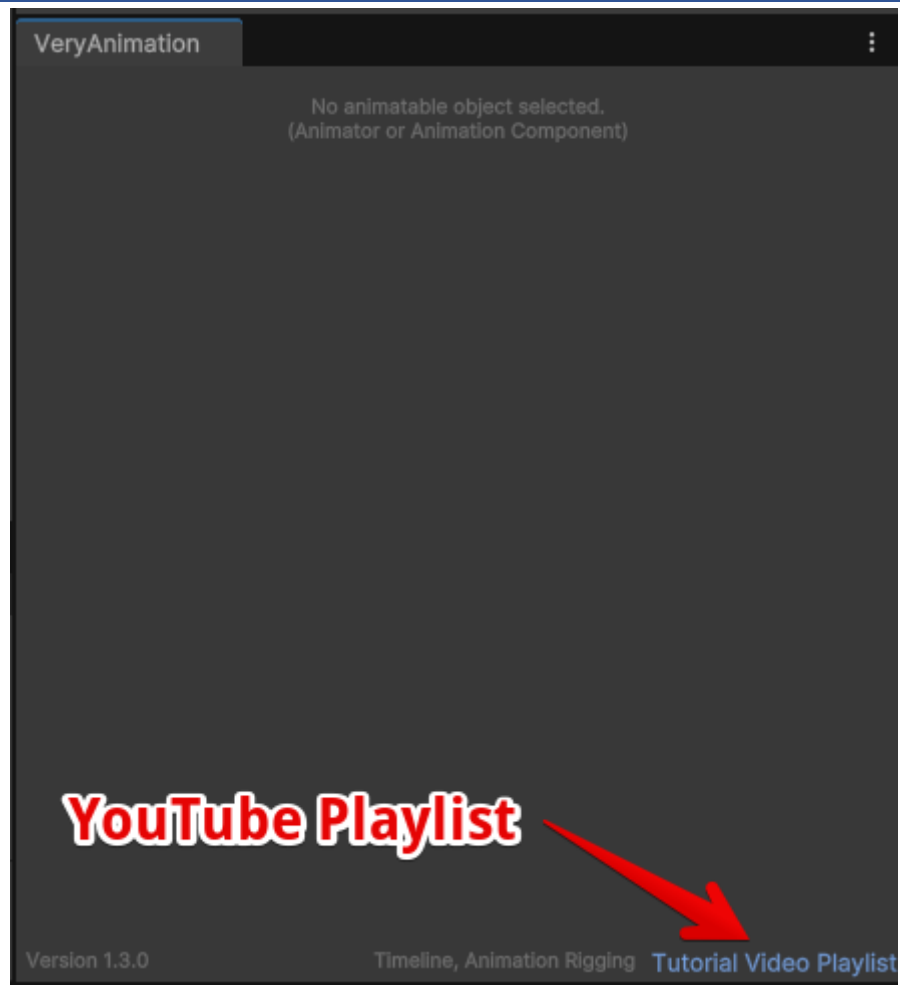 VeryAnimation
No animatable object selected.
(Animator or Animation Component)
YouTube Playlist
Version 1.3.0 Timeline, Animation Rigging Tutorial Video Playlist